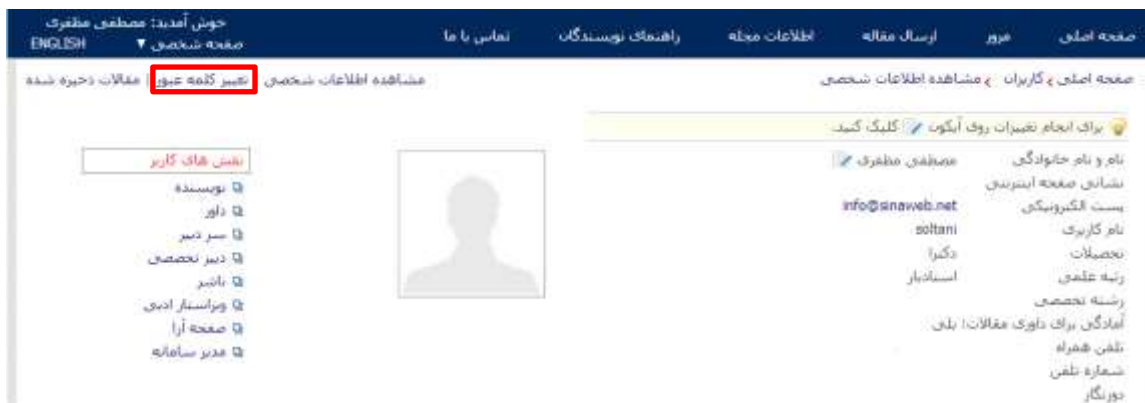 خوش آمدید: مصطفی مظفری
صفحه اصلی مرور ارسال مقاله اطلاعات مجله راهنمای نویسندگان تماس با ما صفحه شخصی ▼ ENGLISH
صفحه اصلی کاربران مشاهده اطلاعات شخصی
مشاهده اطلاعات شخصی تغییر کلمه عبور | مقالات ذخیره شده
برای انجام تغییرات روی آیکون کلیک کنید.
نام و نام خانوادگی مصطفی مظفری
نشانی صفحه اینترنتی
پست الکترونیکی info@sinaweb.net
نام کاربری soltani
تحصیلات دکترا
رتبه علمی استادیار
رشته تخصصی
آمادگی برای داوری مقالات: بلی
تلفن همراه
شماره تلفن
دورنگار
نقش های کاربر
نویسنده
داور
سر دبیر
دبیر تخصصی
ناشر
ویراستار ادبی
صفحه آرا
مدیر سامانه